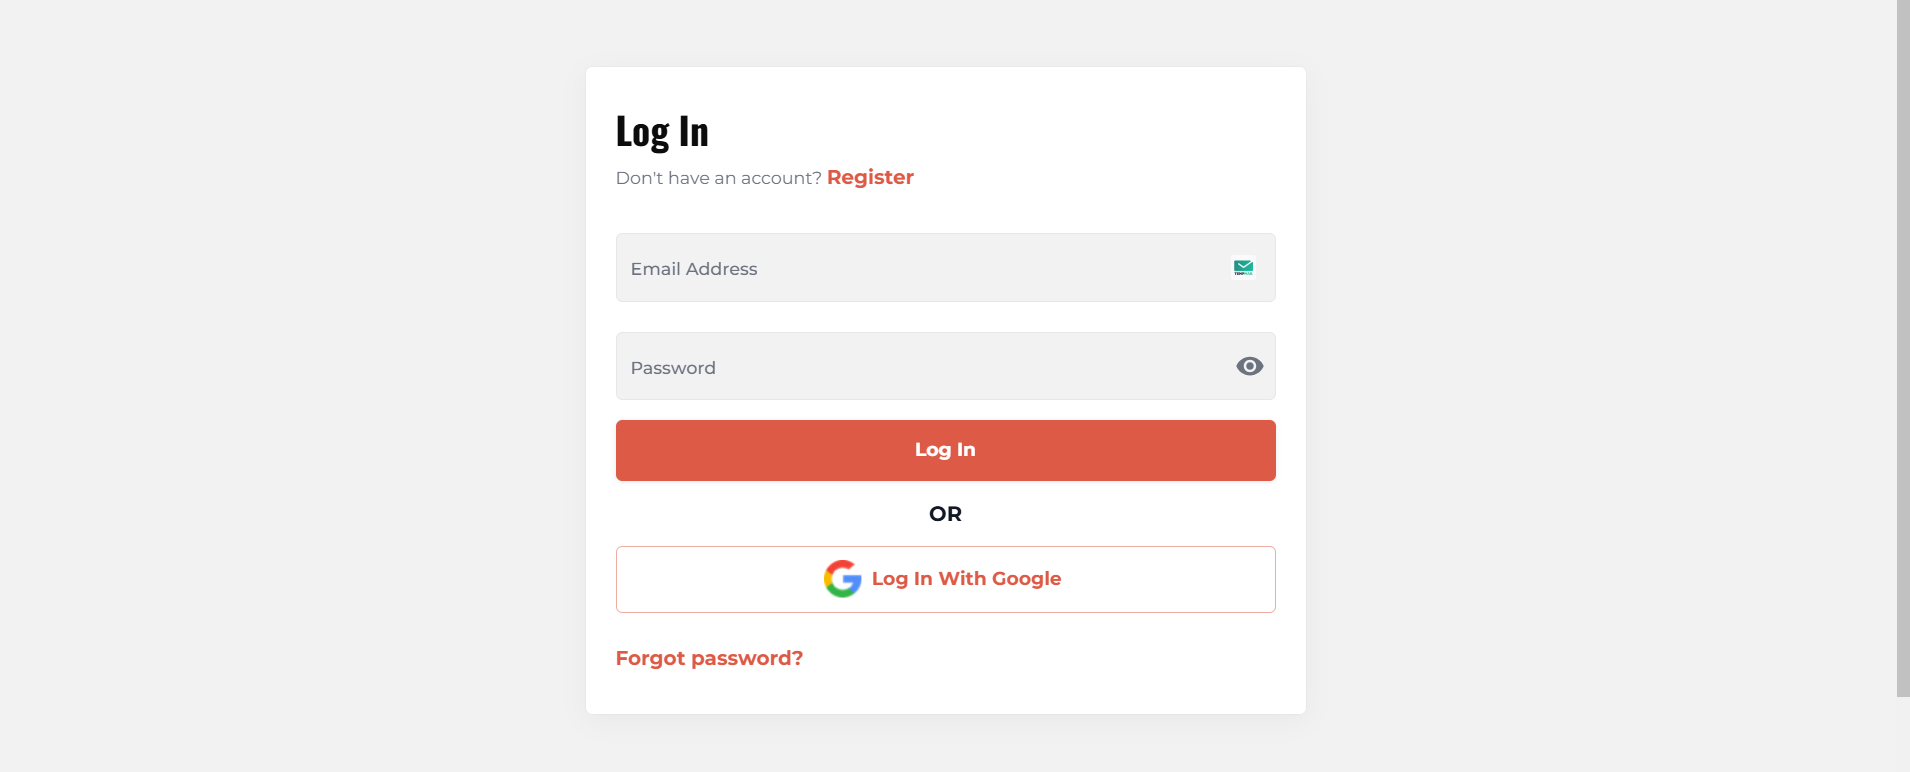 Log In
Don't have an account? Register
Email Address
Password
Log In
OR
Log In With Google
Forgot password?